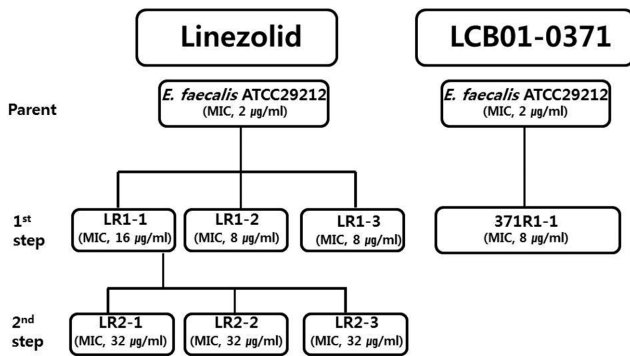 Linezolid
LCB01-0371
Parent
E. faecalis ATCC29212
(MIC, 2 µg/ml)
E. faecalis ATCC29212
(MIC, 2 µg/ml)
1st step
LR1-1
(MIC, 16 µg/ml)
LR1-2
(MIC, 8 µg/ml)
LR1-3
(MIC, 8 µg/ml)
371R1-1
(MIC, 8 µg/ml)
2nd step
LR2-1
(MIC, 32 µg/ml)
LR2-2
(MIC, 32 µg/ml)
LR2-3
(MIC, 32 µg/ml)